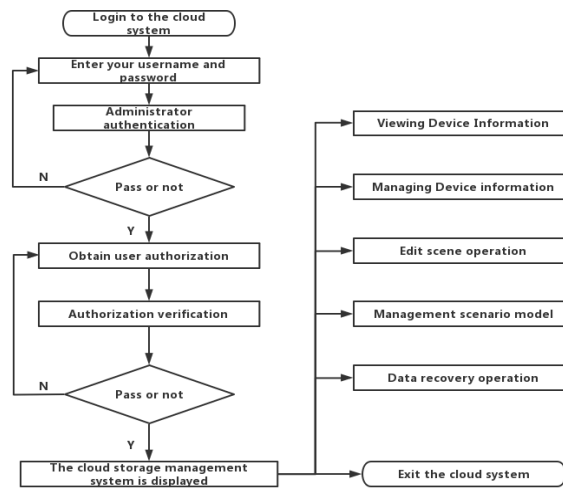 Login to the cloud
system
Enter your username and
password
Administrator
authentication
N
Pass or not
Y
Obtain user authorization
Authorization verification
N
Pass or not
Y
The cloud storage management
system is displayed
Viewing Device Information
Managing Device information
Edit scene operation
Management scenario model
Data recovery operation
Exit the cloud system